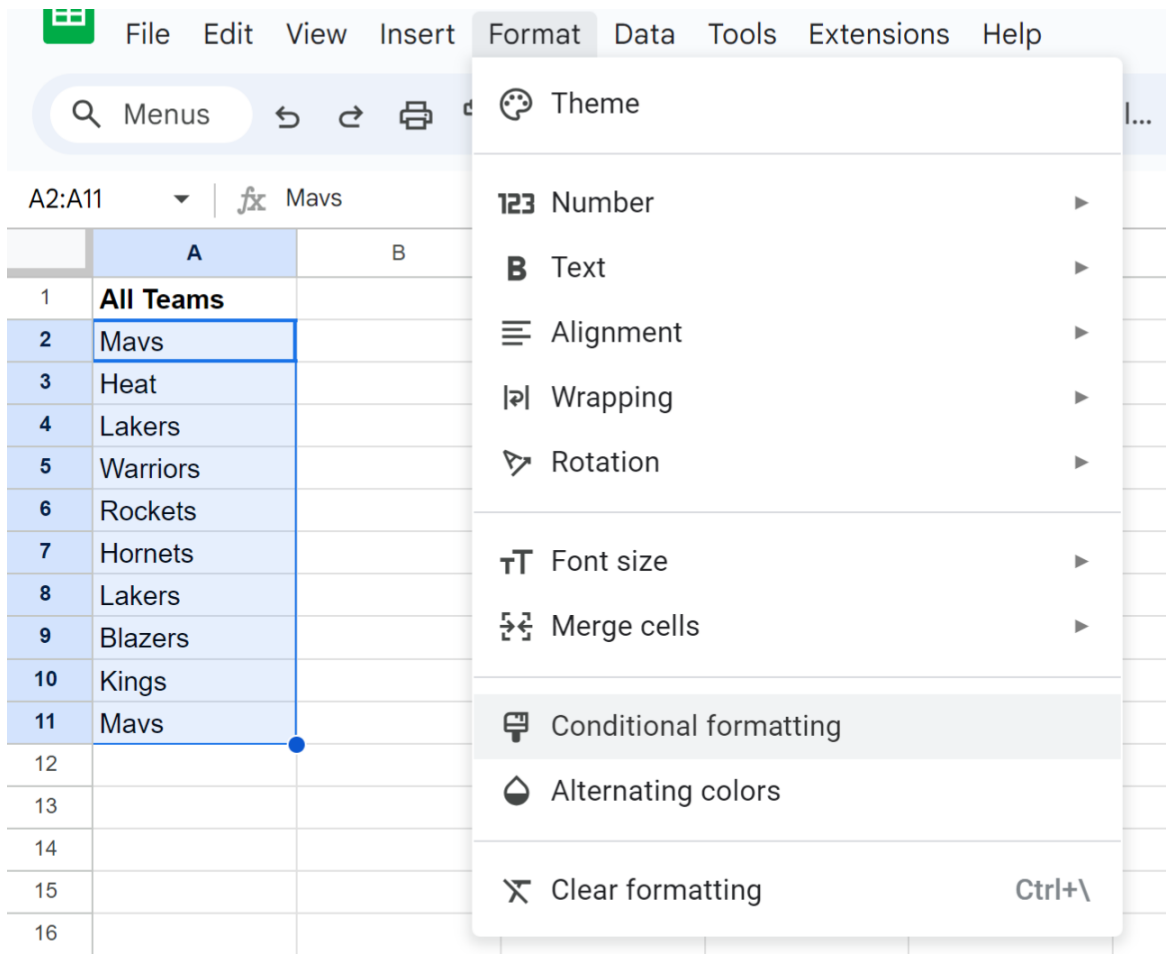 File Edit View Insert Format Data Tools Extensions Help
Menus
A2:A11 fx Mavs
A B
1 All Teams
2 Mavs
3 Heat
4 Lakers
5 Warriors
6 Rockets
7 Hornets
8 Lakers
9 Blazers
10 Kings
11 Mavs
12
13
14
15
16
Theme
123 Number
B Text
Alignment
Wrapping
Rotation
TT Font size
Merge cells
Conditional formatting
Alternating colors
Clear formatting Ctrl+\